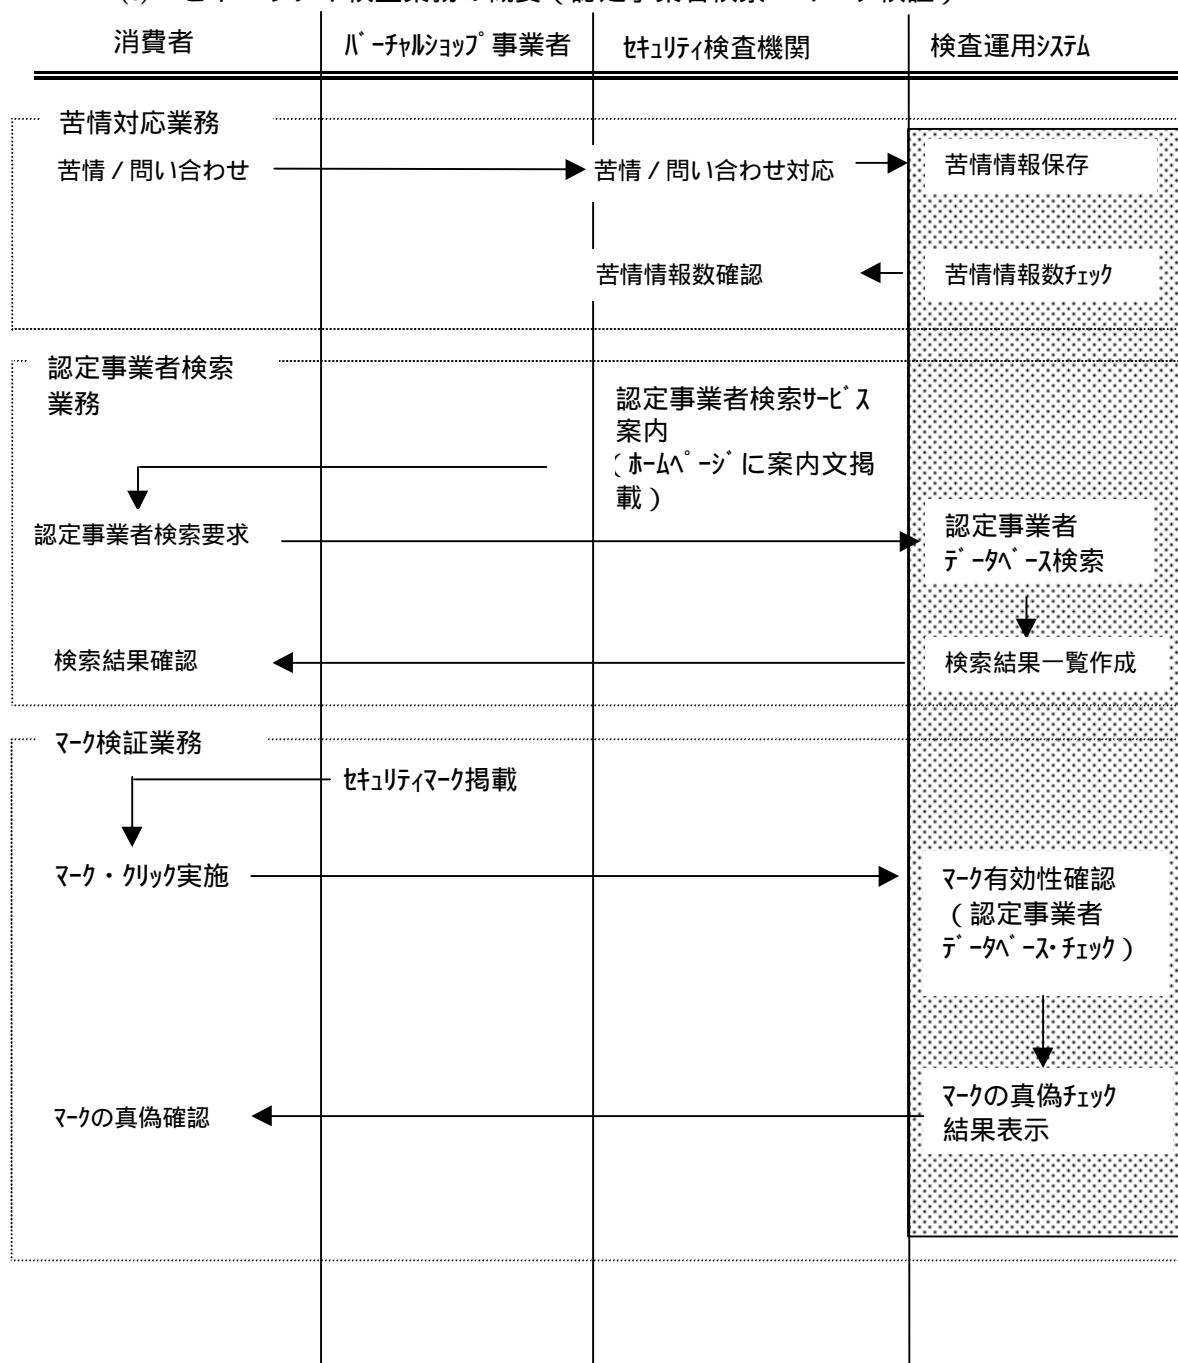 消費者
ﾊﾞｰﾁｬﾙｼｮｯﾌﾟ事業者
ｾｷｭﾘﾃｨ検査機関
検査運用ｼｽﾃﾑ
苦情対応業務
苦情／問い合わせ
苦情／問い合わせ対応
苦情情報保存
苦情情報数確認
苦情情報数ﾁｪｯｸ
認定事業者検索
業務
認定事業者検索ｻｰﾋﾞｽ
案内
（ﾎｰﾑﾍﾟｰｼﾞに案内文掲
載）
認定事業者検索要求
認定事業者
ﾃﾞｰﾀﾍﾞｰｽ検索
検索結果確認
検索結果一覧作成
ﾏｰｸ検証業務
ｾｷｭﾘﾃｨﾏｰｸ掲載
ﾏｰｸ・ｸﾘｯｸ実施
ﾏｰｸ有効性確認
（認定事業者
ﾃﾞｰﾀﾍﾞｰｽ･ﾁｪｯｸ）
ﾏｰｸの真偽確認
ﾏｰｸの真偽ﾁｪｯｸ
結果表示